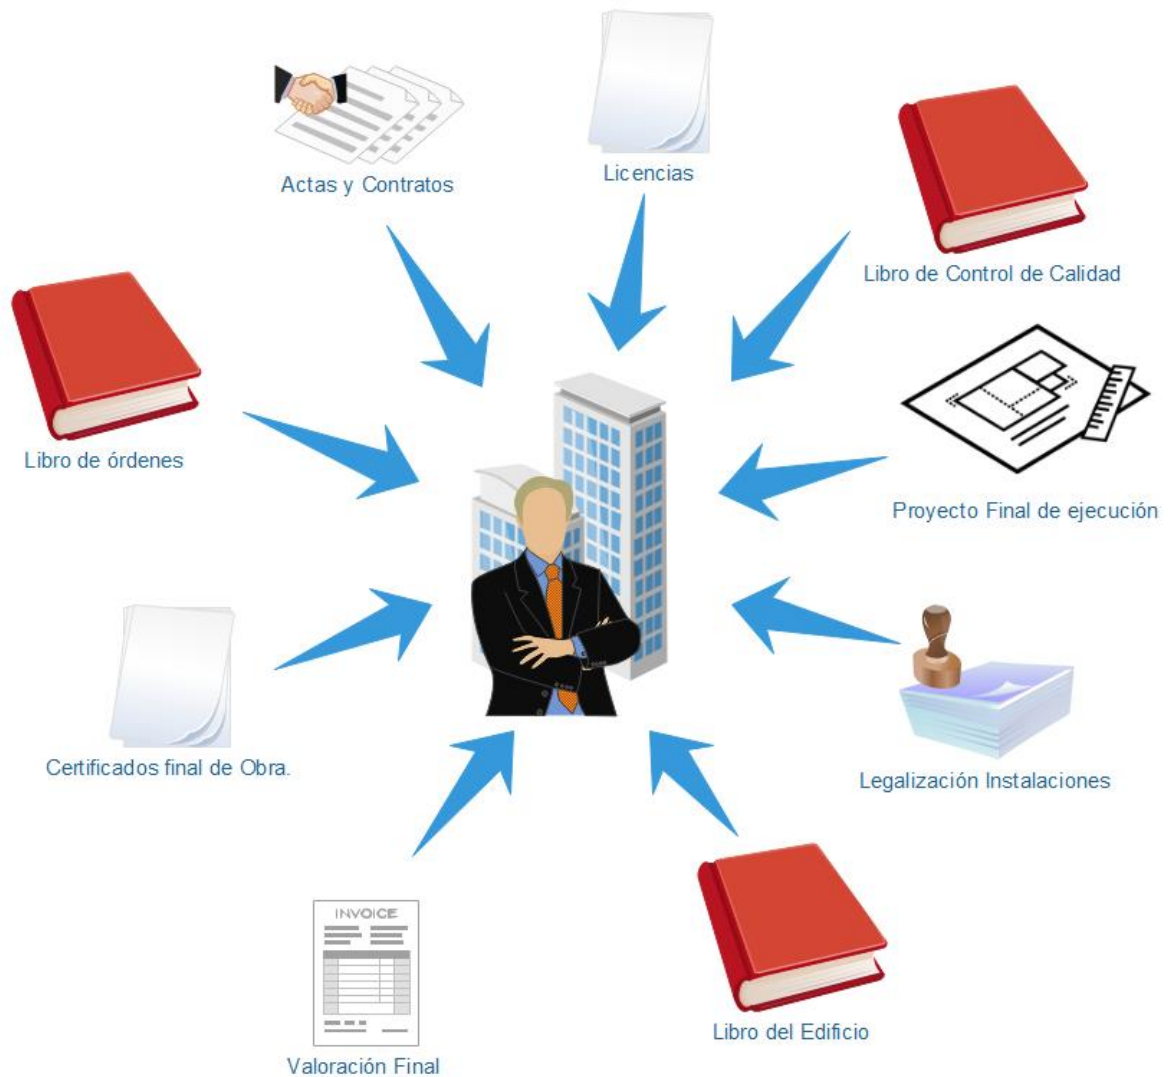 Actas y Contratos
Licencias
Libro de Control de Calidad
Libro de órdenes
Proyecto Final de ejecución
Certificados final de Obra.
Legalización Instalaciones
INVOICE
Libro del Edificio
Valoración Final